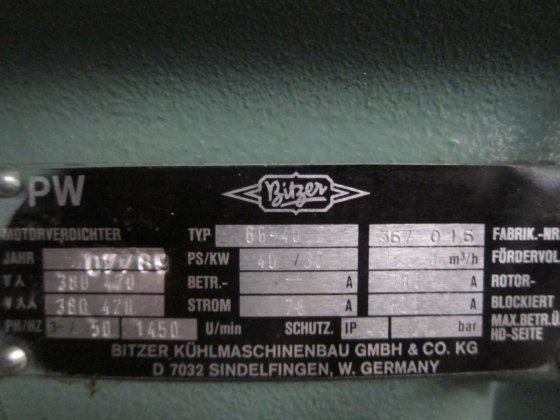 PW
Bitzer
MOTORVERDICHTER TYP FABRIK.-NR
JAHR PS/KW 40 / 30 m³/h FÖRDERVOL
380 420 BETR.- A A ROTOR-
380 420 STROM A A BLOCKIERT
PH/HZ 3~/ 50 1450 U/min SCHUTZ. IP bar MAX.BETR.Ü
HD-SEITE
BITZER KÜHLMASCHINENBAU GMBH & CO. KG
D 7032 SINDELFINGEN, W. GERMANY